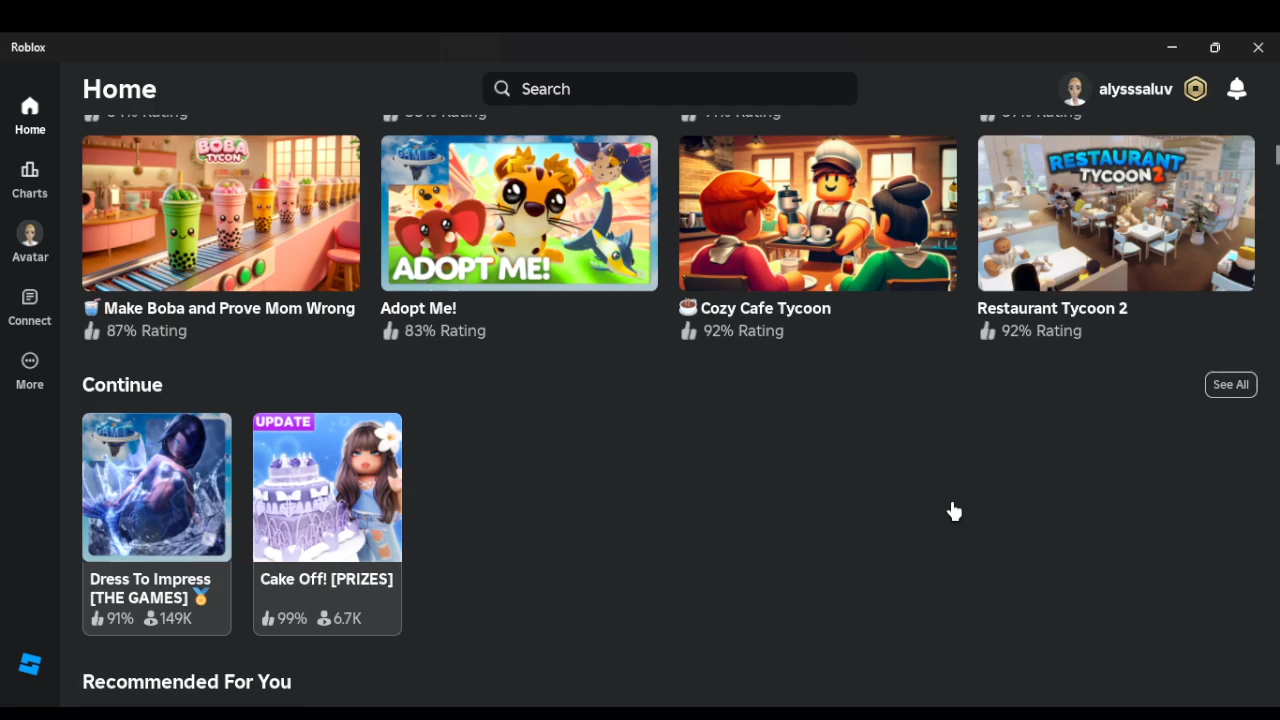 Roblox
Home
Search
alysssaluv
Home
Charts
Avatar
Connect
More
BOBA
TYCOON
ADOPT ME!
RESTAURANT
TYCOON 2
🧋 Make Boba and Prove Mom Wrong
87% Rating
Adopt Me!
83% Rating
☕ Cozy Cafe Tycoon
92% Rating
Restaurant Tycoon 2
92% Rating
Continue
See All
UPDATE
Dress To Impress
[THE GAMES] 🏅
91% 149K
Cake Off! [PRIZES]
99% 6.7K
Recommended For You